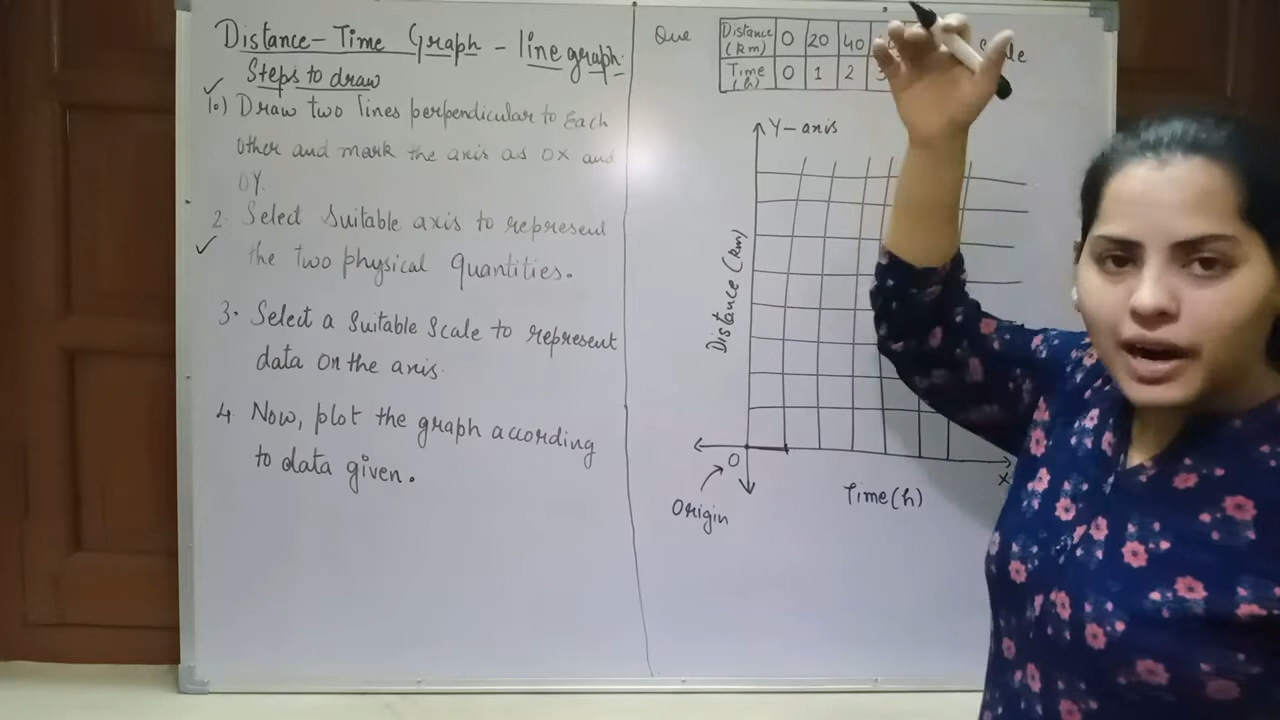 Distance-Time Graph - line graph.
Steps to draw
1.) Draw two lines perpendicular to Each
other and mark the axis as OX and
OY.
2. Select Suitable axis to represent
the two physical Quantities.
3. Select a Suitable Scale to represent
data on the axis.
4. Now, plot the graph according
to data given.
Que
Distance (km) 0 20 40
Time (h) 0 1 2 3
Y-axis
Distance (km)
O
X
Time (h)
Origin